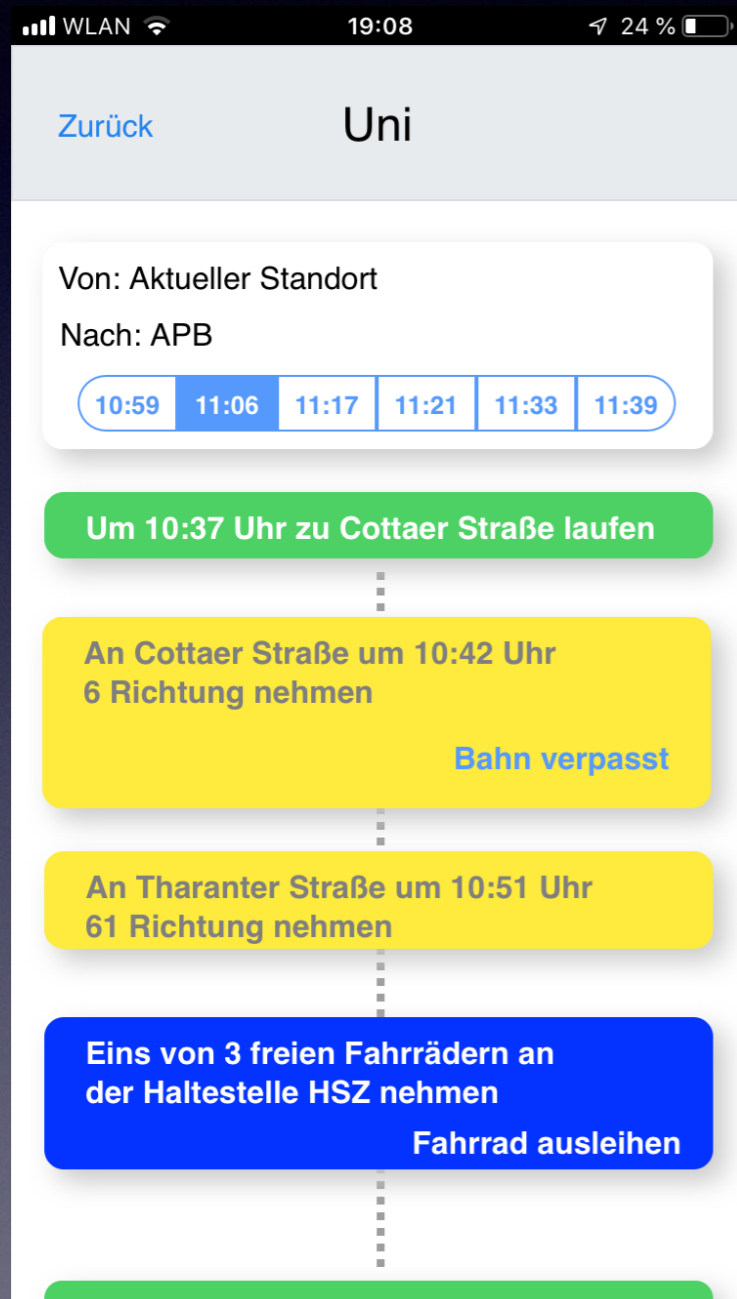 WLAN 19:08 24 %
Zurück Uni
Von: Aktueller Standort
Nach: APB
10:59 11:06 11:17 11:21 11:33 11:39
Um 10:37 Uhr zu Cottaer Straße laufen
An Cottaer Straße um 10:42 Uhr
6 Richtung nehmen
Bahn verpasst
An Tharanter Straße um 10:51 Uhr
61 Richtung nehmen
Eins von 3 freien Fahrrädern an
der Haltestelle HSZ nehmen
Fahrrad ausleihen